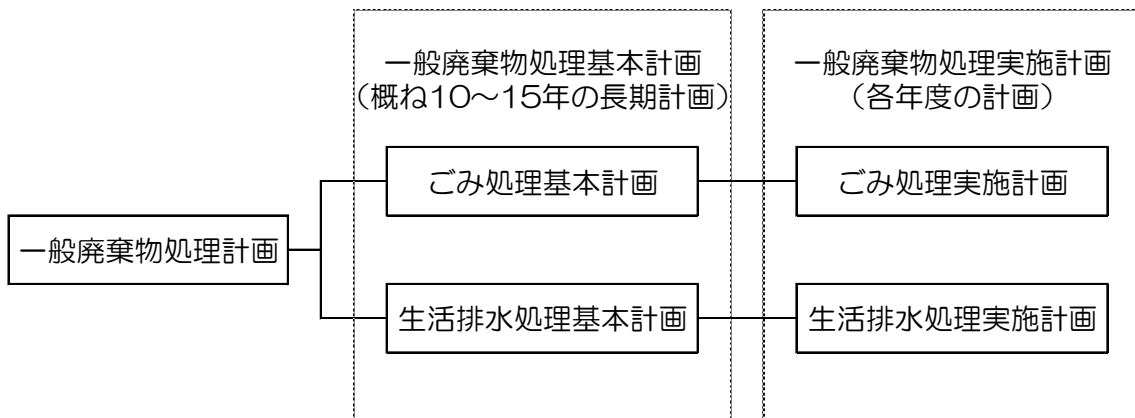 一般廃棄物処理基本計画
（概ね10～15年の長期計画）
一般廃棄物処理実施計画
（各年度の計画）
ごみ処理基本計画
ごみ処理実施計画
一般廃棄物処理計画
生活排水処理基本計画
生活排水処理実施計画